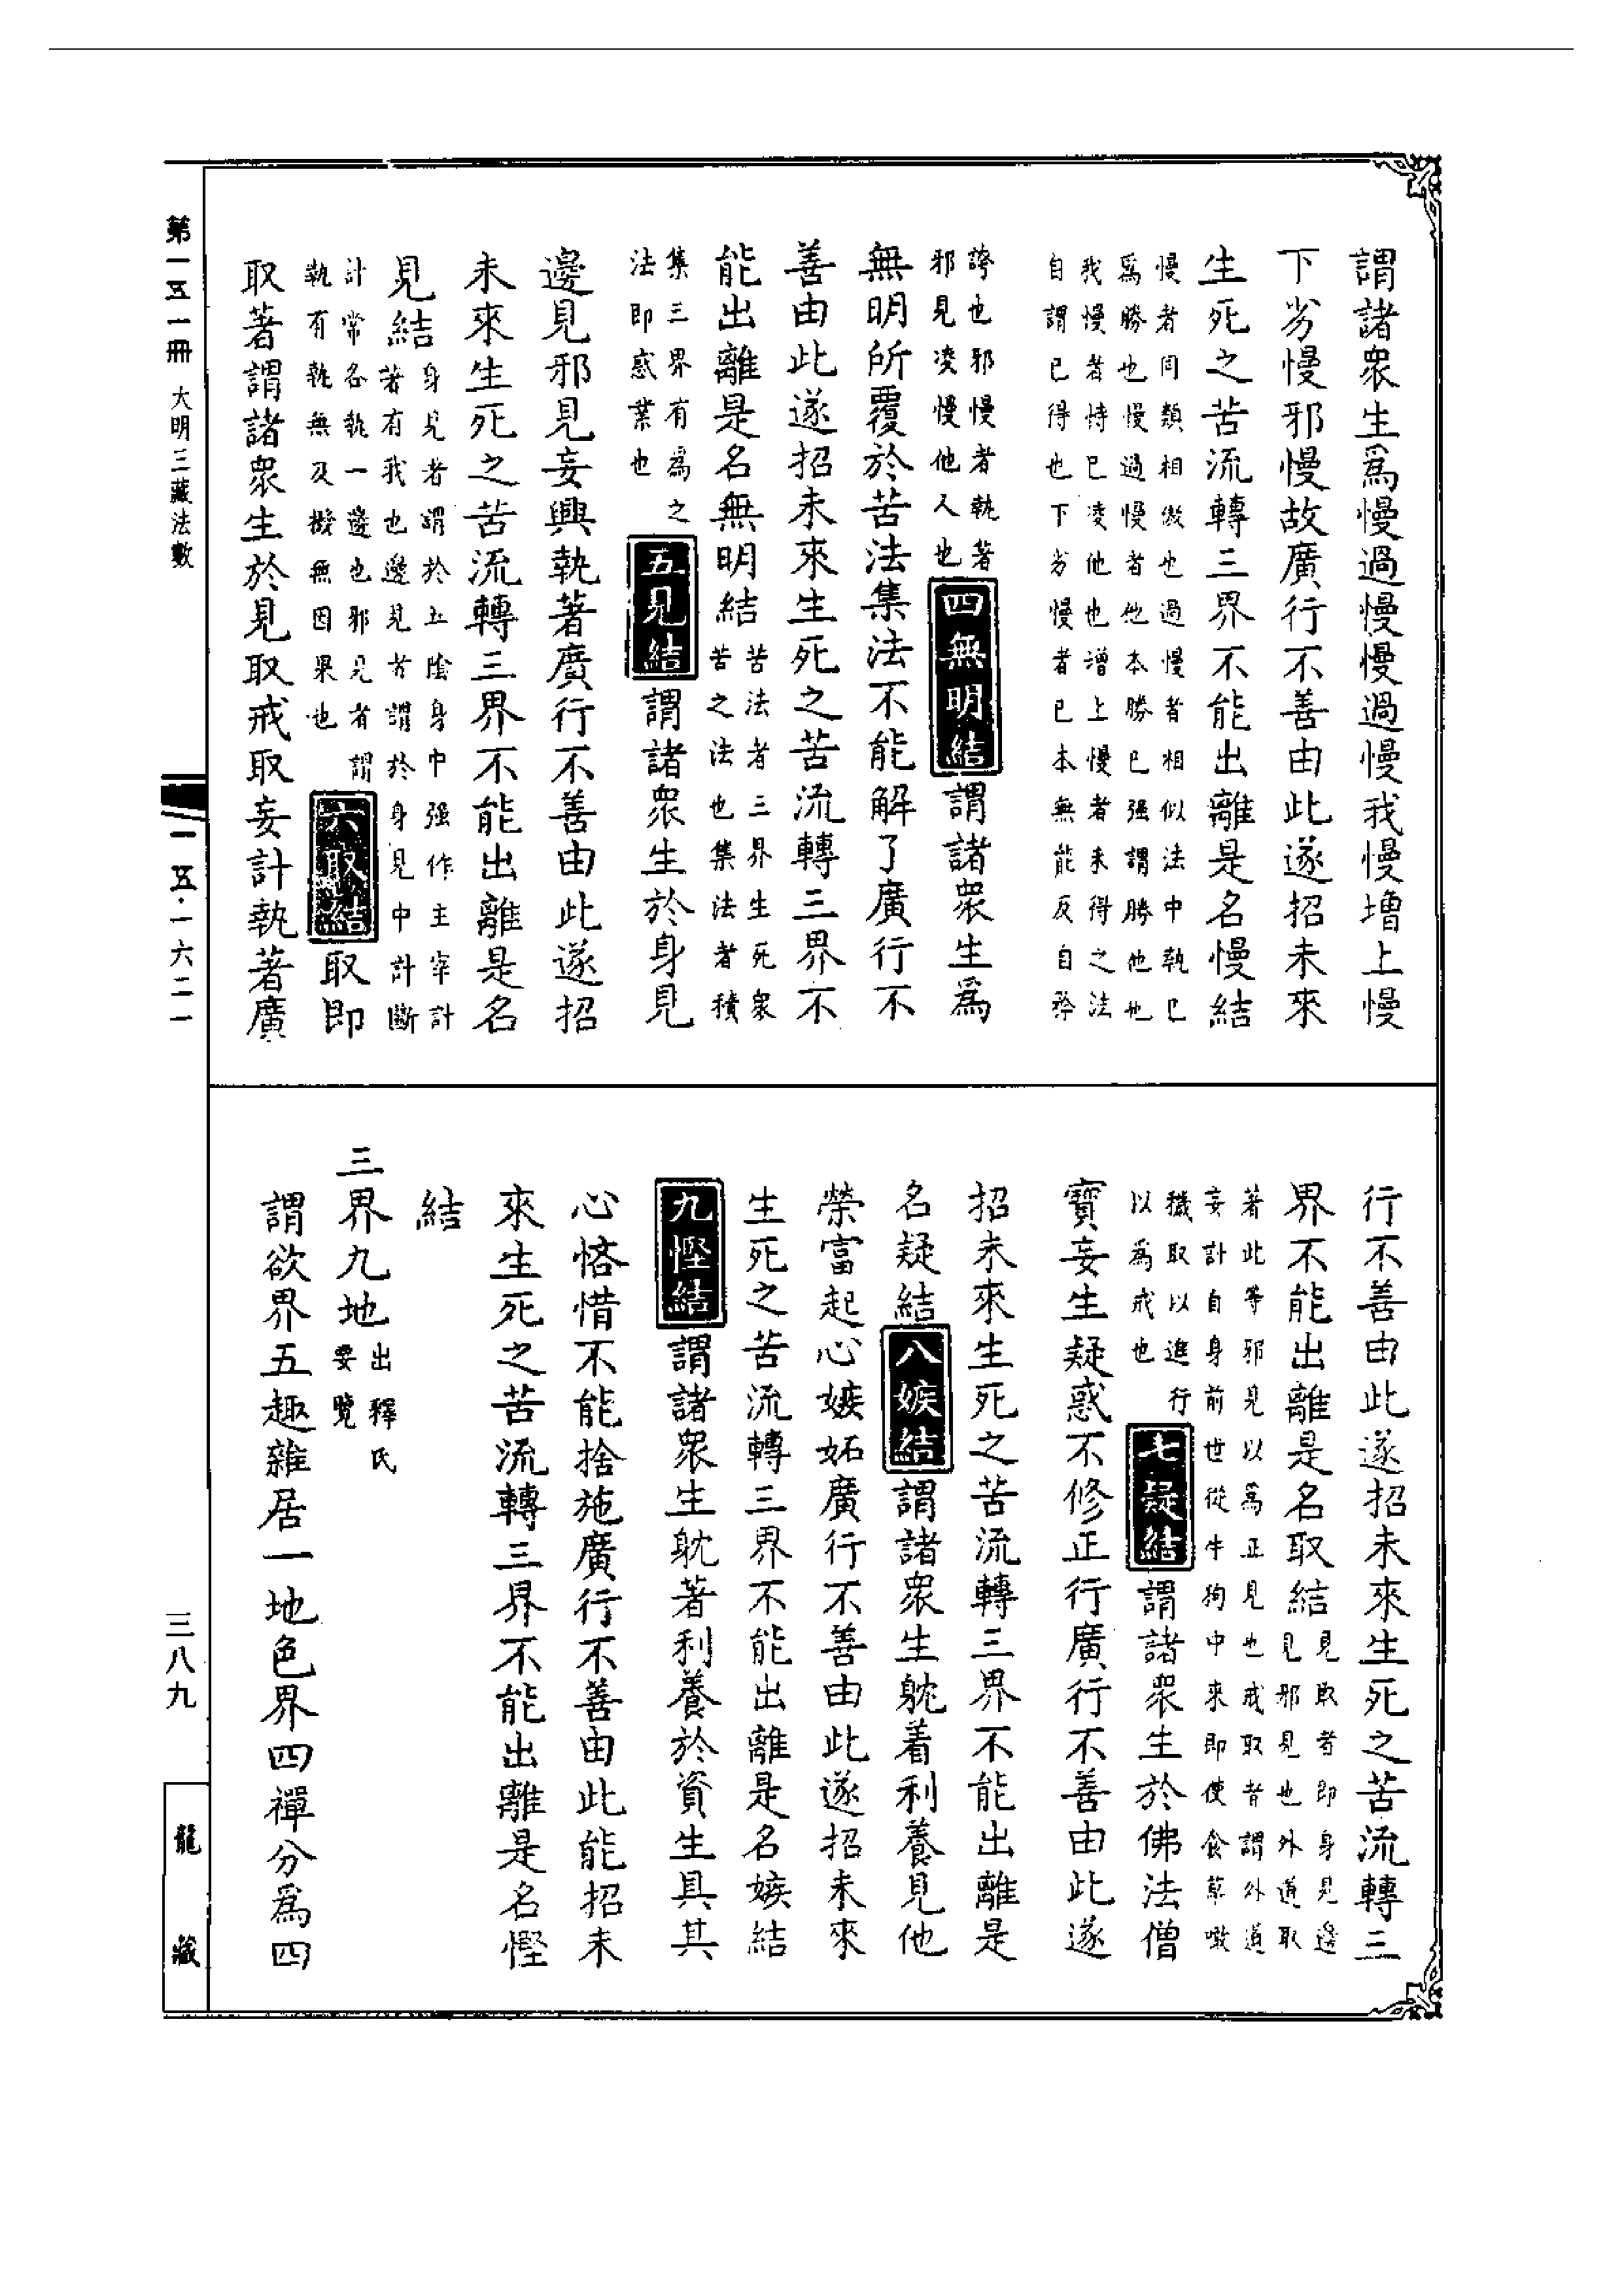 謂諸衆生爲慢過慢慢過慢我慢增上慢
下劣慢邪慢故廣行不善由此遂招未來
生死之苦流轉三界不能出離是名慢結
慢者同類相傲也過慢者相似法中執已
爲勝也慢過慢者他本勝已强謂勝他也
我慢者恃已凌他也增上慢者未得之法
自謂已得也下劣慢者已本無能反自矜
誇也邪慢者執著
邪見凌慢他人也
四無明結謂諸衆生爲
無明所覆於苦法集法不能解了廣行不
善由此遂招未來生死之苦流轉三界不
能出離是名無明結
苦法者三界生死衆
苦之法也集法者積
集三界有爲之
法即惑業也
五見結謂諸衆生於身見
邊見邪見妄興執著廣行不善由此遂招
未來生死之苦流轉三界不能出離是名
見結
身見者謂於五陰身中强作主宰計
著有我也邊見者謂於身見中計斷
計常各執一邊也邪見者謂
執有執無及撥無因果也
六取結取即
取著謂諸衆生於見取戒取妄計執著廣
行不善由此遂招未來生死之苦流轉三
界不能出離是名取結
見取者即身見邊
見邪見也外道取
著此等邪見以爲正見也戒取者謂外道
妄計自身前世從牛狗中來即便食草噉
穢取以進行
以爲戒也
七疑結謂諸衆生於佛法僧
寶妄生疑惑不修正行廣行不善由此遂
招未來生死之苦流轉三界不能出離是
名疑結八嫉結謂諸衆生躭着利養見他
榮富起心嫉妬廣行不善由此遂招未來
生死之苦流轉三界不能出離是名嫉結
九慳結謂諸衆生躭著利養於資生具其
心悋惜不能捨施廣行不善由此能招未
來生死之苦流轉三界不能出離是名慳
結
三界九地
出釋氏
要覽
謂欲界五趣雜居一地色界四禪分爲四
第一五一冊 大明三藏法數
一五·一六二一
三八九
龍藏